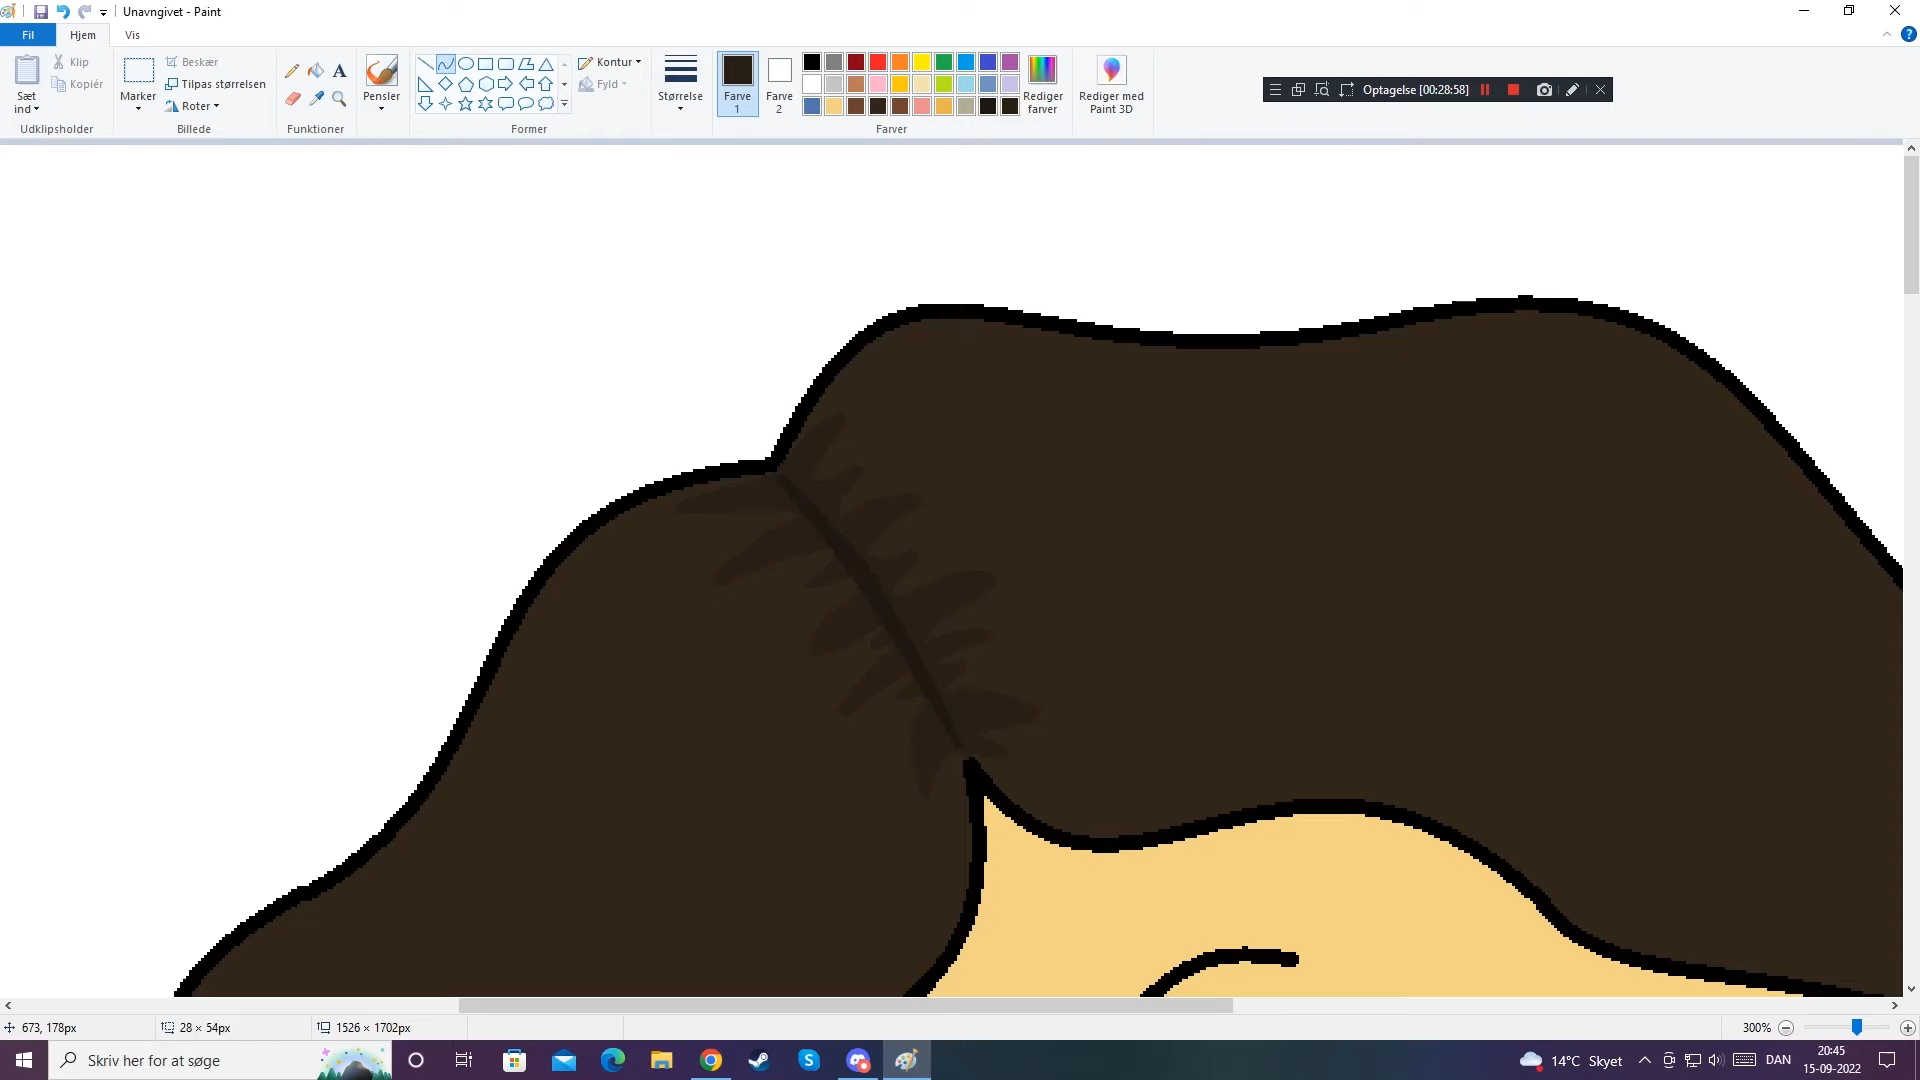 Unavngivet - Paint
Fil Hjem Vis
Sæt ind
Klip
Kopiér
Udklipsholder
Marker
Beskær
Tilpas størrelsen
Roter
Billede
A
Funktioner
Pensler
Kontur
Fyld
Former
Størrelse
Farve 1
Farve 2
Farver
Rediger farver
Rediger med Paint 3D
Optagelse [00:28:58]
673, 178px 28 × 54px 1526 × 1702px 300%
Skriv her for at søge 14°C Skyet DAN 20:45
15-09-2022